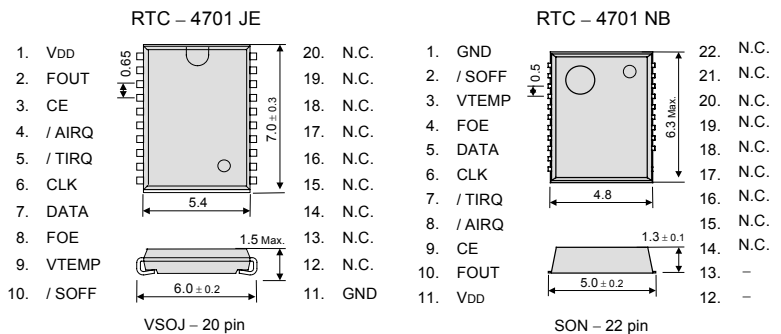 RTC – 4701 JE
1. VDD
2. FOUT
3. CE
4. / AIRQ
5. / TIRQ
6. CLK
7. DATA
8. FOE
9. VTEMP
10. / SOFF
0.65
7.0 ± 0.3
5.4
1.5 Max.
6.0 ± 0.2
20. N.C.
19. N.C.
18. N.C.
17. N.C.
16. N.C.
15. N.C.
14. N.C.
13. N.C.
12. N.C.
11. GND
VSOJ – 20 pin
RTC – 4701 NB
1. GND
2. / SOFF
3. VTEMP
4. FOE
5. DATA
6. CLK
7. / TIRQ
8. / AIRQ
9. CE
10. FOUT
11. VDD
0.5
6.3 Max.
4.8
1.3 ± 0.1
5.0 ± 0.2
22. N.C.
21. N.C.
20. N.C.
19. N.C.
18. N.C.
17. N.C.
16. N.C.
15. N.C.
14. N.C.
13. –
12. –
SON – 22 pin